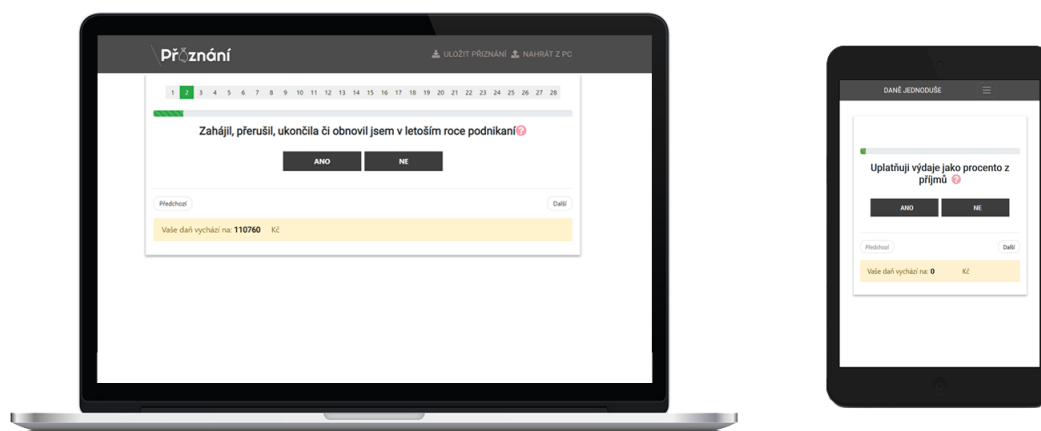 Přiznání
ULOŽIT PŘIZNÁNÍ NAHRÁT Z PC
1 2 3 4 5 6 7 8 9 10 11 12 13 14 15 16 17 18 19 20 21 22 23 24 25 26 27 28
Zahájil, přerušil, ukončila či obnovil jsem v letošním roce podnikaní?
ANO NE
Předchozí Další
Vaše daň vychází na: 110760 Kč
DANĚ JEDNODUŠE
Uplatňuji výdaje jako procento z
příjmů ?
ANO NE
Předchozí Další
Vaše daň vychází na: 0 Kč